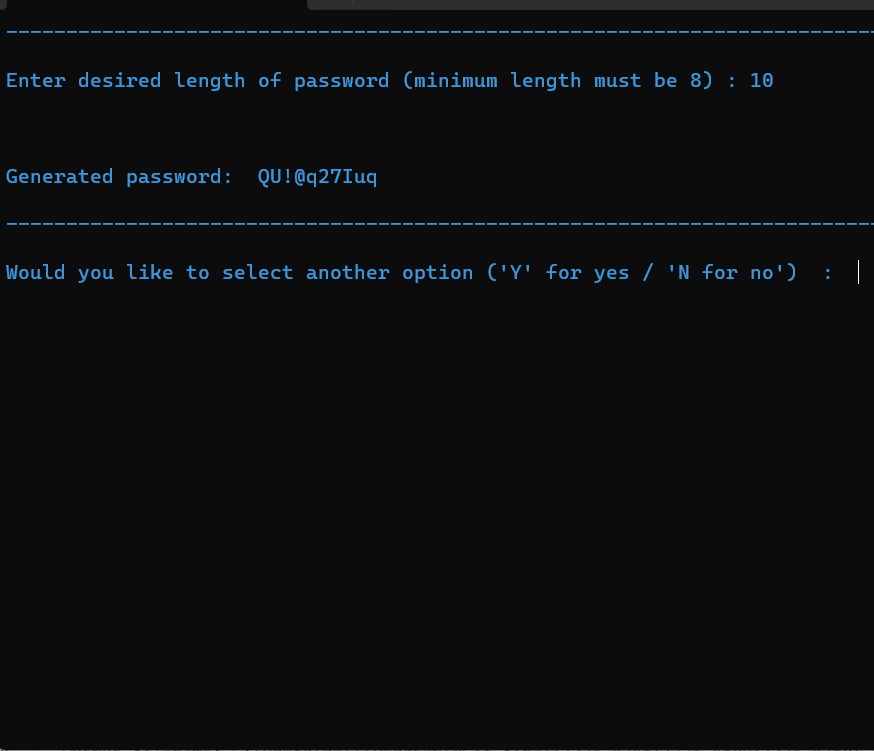 Enter desired length of password (minimum length must be 8) : 10
Generated password:  QU!@q27Iuq
Would you like to select another option ('Y' for yes / 'N for no')  :